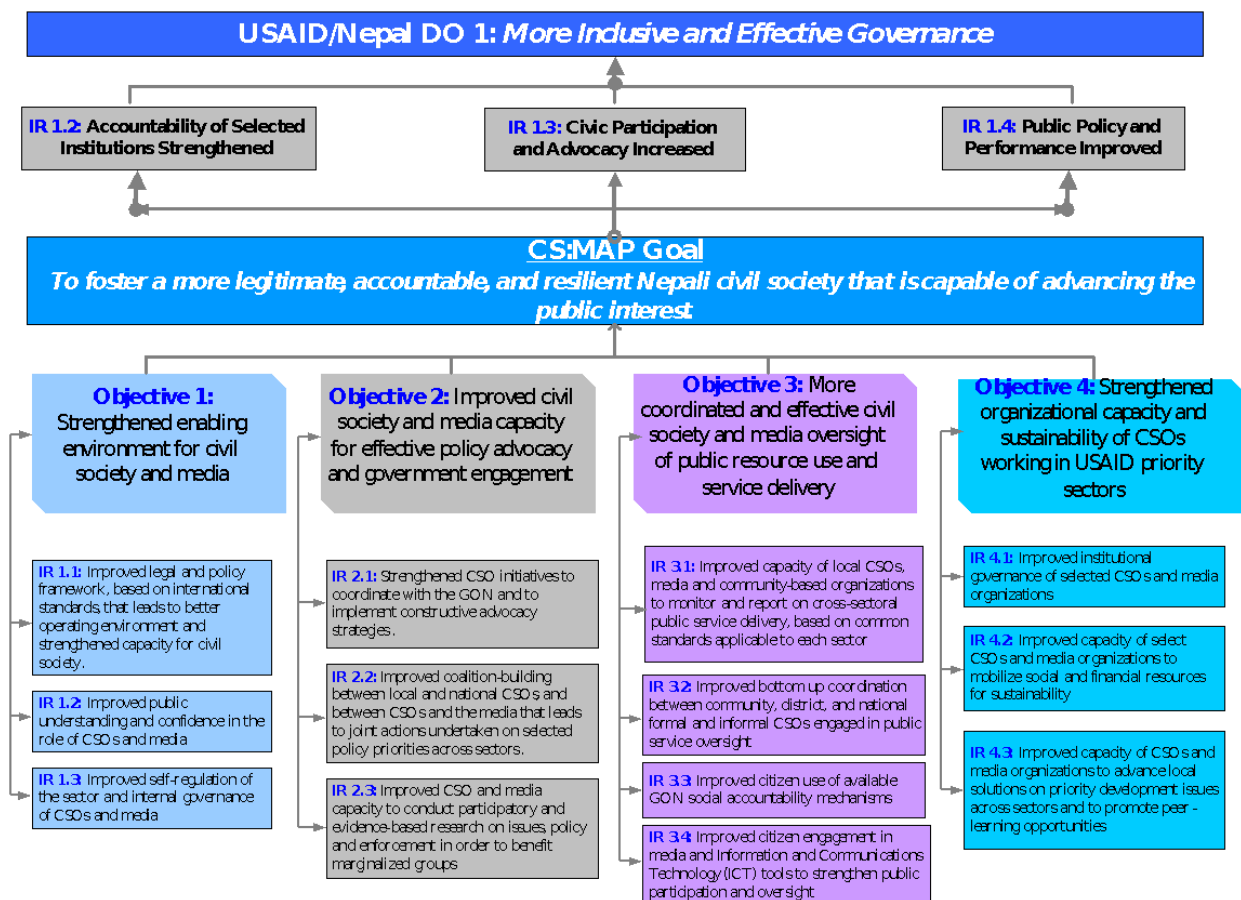 USAID/Nepal DO 1: More Inclusive and Effective Governance
IR 1.2: Accountability of Selected
Institutions Strengthened
IR 1.3: Civic Participation
and Advocacy Increased
IR 1.4: Public Policy and
Performance Improved
CS:MAP Goal
To foster a more legitimate, accountable, and resilient Nepali civil society that is capable of advancing the
public interest.
Objective 1:
Strengthened enabling
environment for civil
society and media
IR 1.1: Improved legal and policy
framework, based on international
standards, that leads to better
operating environment and
strengthened capacity for civil
society.
IR 1.2: Improved public
understanding and confidence in the
role of CSOs and media
IR 1.3: Improved self-regulation of
the sector and internal governance
of CSOs and media
Objective 2: Improved civil
society and media capacity
for effective policy advocacy
and government engagement
IR 2.1: Strengthened CSO initiatives to
coordinate with the GON and to
implement constructive advocacy
strategies.
IR 2.2: Improved coalition-building
between local and national CSOs and
between CSOs and the media that leads
to joint actions undertaken on selected
policy priorities across sectors.
IR 2.3: Improved CSO and media
capacity to conduct participatory and
evidence-based research on issues, policy
and enforcement in order to benefit
marginalized groups
Objective 3: More
coordinated and effective civil
society and media oversight
of public resource use and
service delivery
IR 3.1: Improved capacity of local CSOs,
media and community-based organizations
to monitor and report on cross-sectoral
public service delivery, based on common
standards applicable to each sector
IR 3.2: Improved bottom up coordination
between community, district, and national
formal and informal CSOs engaged in public
service oversight
IR 3.3: Improved citizen use of available
GON social accountability mechanisms
IR 3.4: Improved citizen engagement in
media and Information and Communications
Technology (ICT) tools to strengthen public
participation and oversight
Objective 4: Strengthened
organizational capacity and
sustainability of CSOs
working in USAID priority
sectors
IR 4.1: Improved institutional
governance of selected CSOs and media
organizations
IR 4.2: Improved capacity of select
CSOs and media organizations to
mobilize social and financial resources
for sustainability
IR 4.3: Improved capacity of CSOs and
media organizations to advance local
solutions on priority development issues
across sectors and to promote peer -
learning opportunities